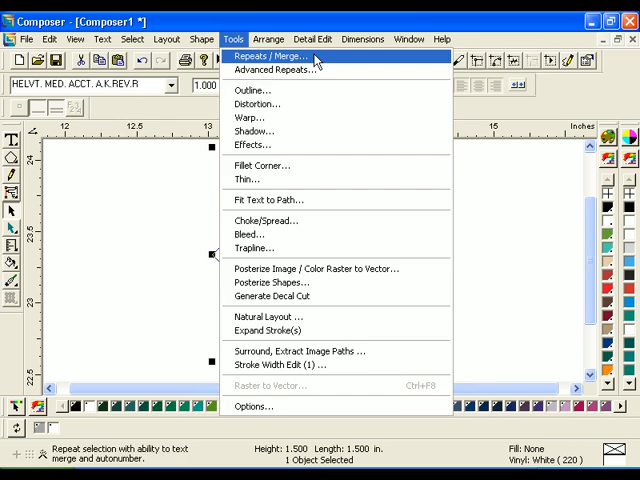 Composer - [Composer1 *]
File Edit Text Select Layout Shape Tools Arrange Detail Edit Dimensions Window Help
HELVT. MED. ACCT. A.K.REV.R
1.000
12 12.5 13 15 15.5 Inches
24
23.5
23
22.5
Repeats / Merge...
Advanced Repeats...
Outline...
Distortion...
Warp...
Shadow...
Effects...
Fillet Corner...
Thin...
Fit Text to Path...
Choke/Spread...
Bleed...
Trapline...
Posterize Image / Color Raster to Vector...
Posterize Shapes...
Generate Decal Cut
Natural Layout ...
Expand Stroke(s)
Surround, Extract Image Paths ...
Stroke Width Edit (1) ...
Raster to Vector... Ctrl+F8
Options...
Repeat selection with ability to text merge and autonumber.
Height: 1.500 Length: 1.500 in.
1 Object Selected
Fill: None
Vinyl: White ( 220 )